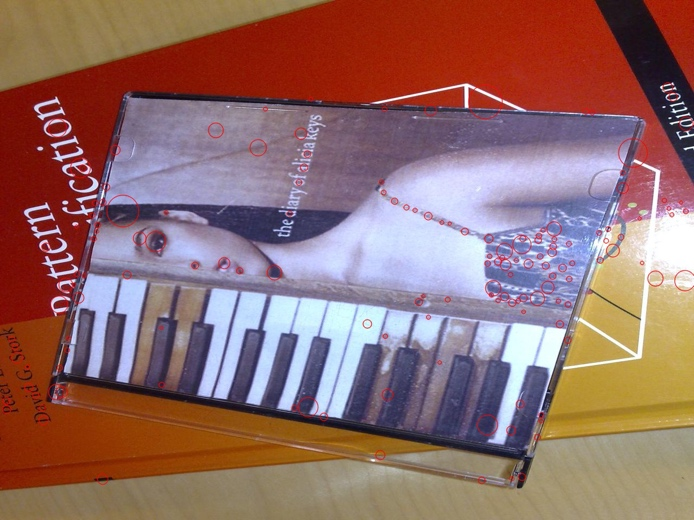 the diary of alicia keys
Pattern
ification
Edition
David G. Stork